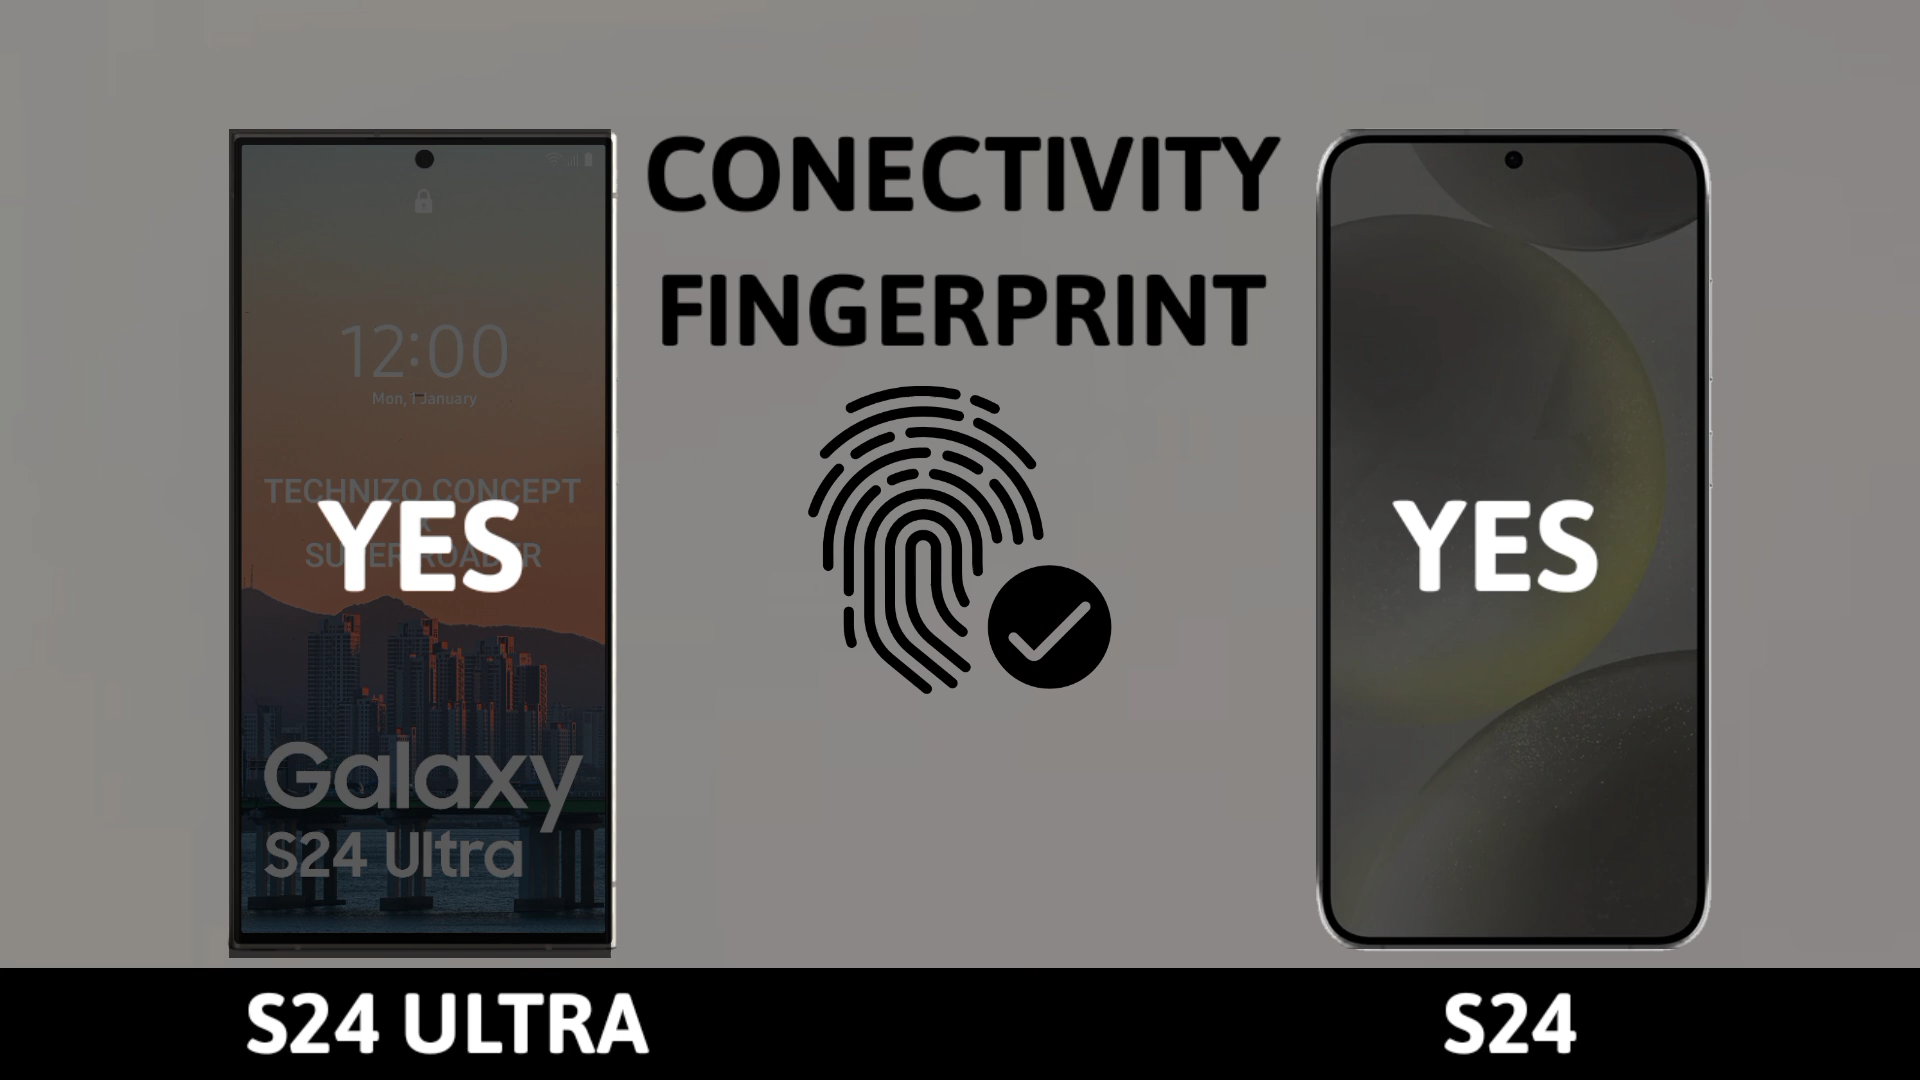 CONECTIVITY
FINGERPRINT
12:00
Mon, 1 January
TECHNIZO CONCEPT
YES
Galaxy
S24 Ultra
YES
S24 ULTRA
S24